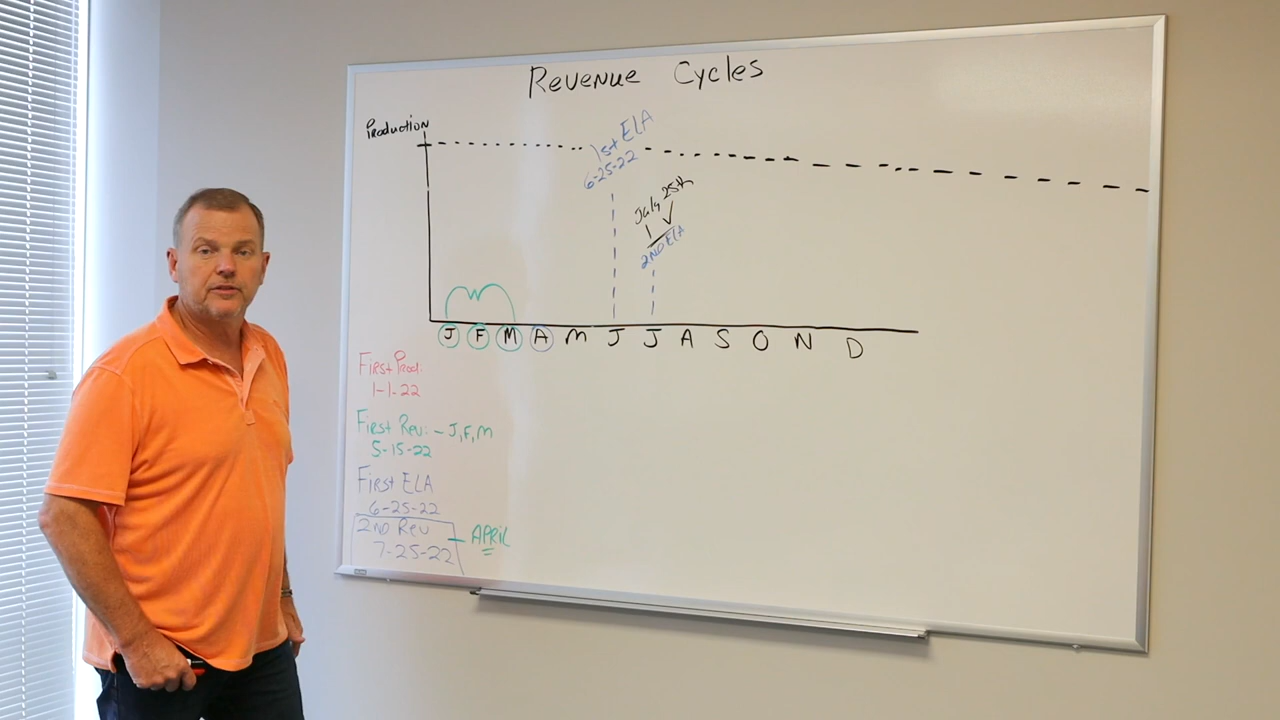 Revenue Cycles
Production
1st ELA
6-25-22
July 25th
2ND ELA
J F M A M J J A S O N D
First Prod:
1-1-22
First Rev: - J, F, M
5-15-22
First ELA
6-25-22
2ND Rev
7-25-22
APRIL